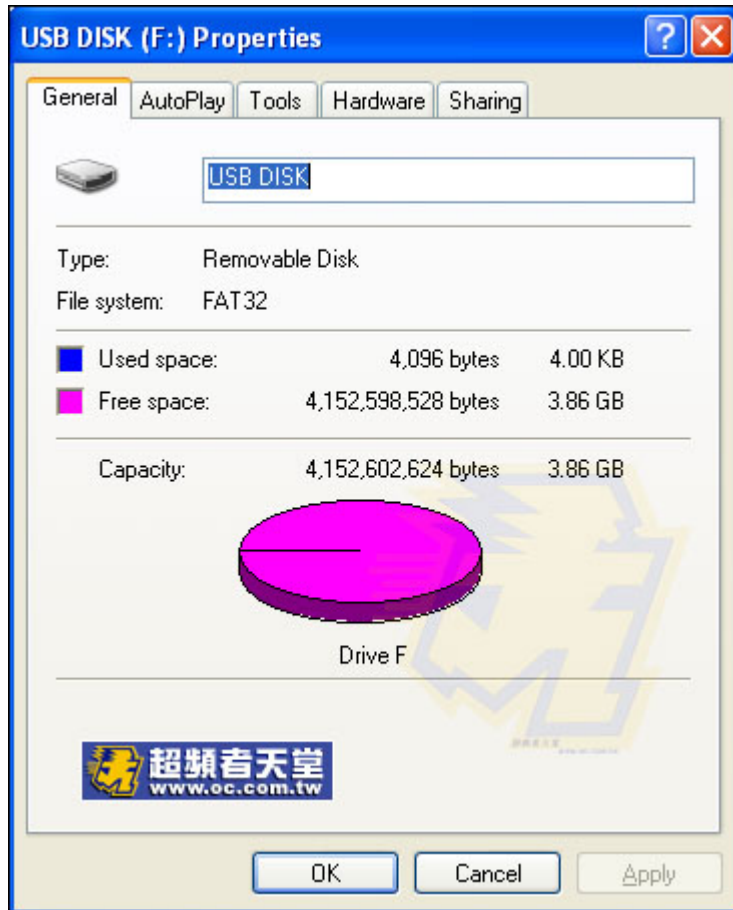 USB DISK (F:) Properties
General AutoPlay Tools Hardware Sharing
USB DISK
Type: Removable Disk
File system: FAT32
Used space: 4,096 bytes 4.00 KB
Free space: 4,152,598,528 bytes 3.86 GB
Capacity: 4,152,602,624 bytes 3.86 GB
Drive F
超頻者天堂
www.oc.com.tw
OK Cancel Apply